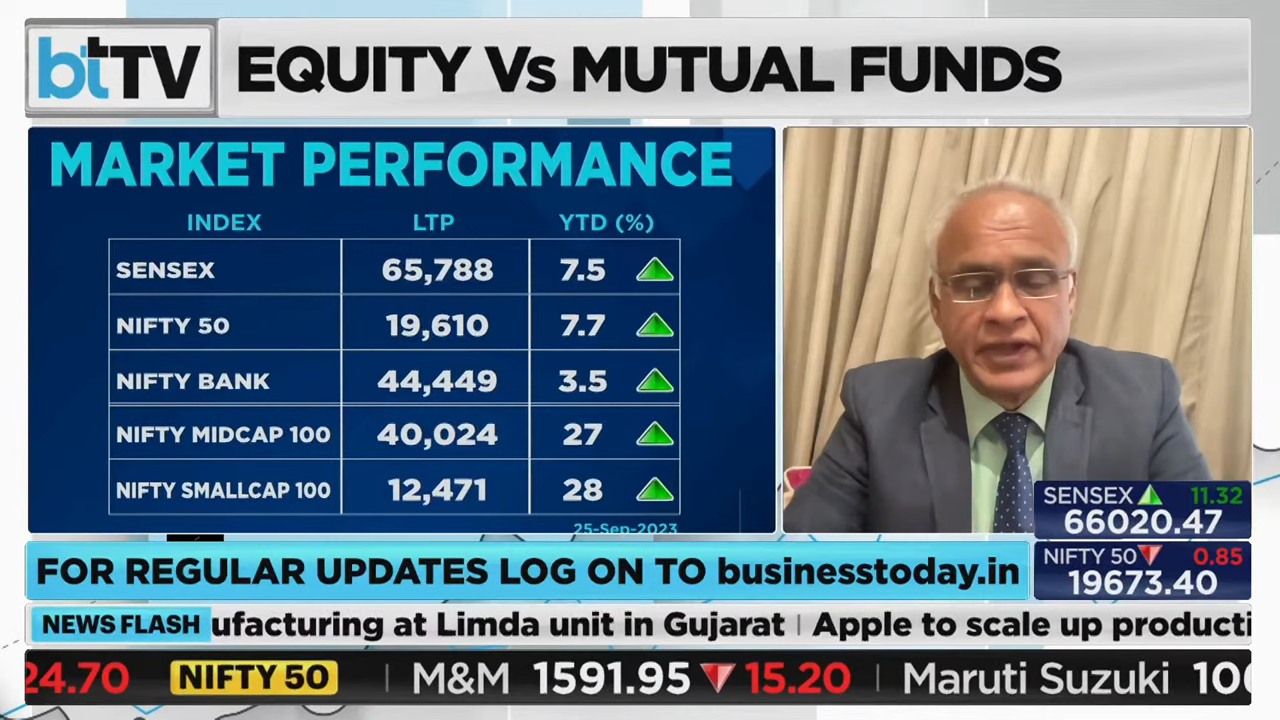 btTV
EQUITY Vs MUTUAL FUNDS
MARKET PERFORMANCE
INDEX LTP YTD (%)
SENSEX 65,788 7.5
NIFTY 50 19,610 7.7
NIFTY BANK 44,449 3.5
NIFTY MIDCAP 100 40,024 27
NIFTY SMALLCAP 100 12,471 28
25-Sep-2023
SENSEX 11.32
66020.47
NIFTY 50 0.85
19673.40
FOR REGULAR UPDATES LOG ON TO businesstoday.in
NEWS FLASH ufacturing at Limda unit in Gujarat | Apple to scale up producti
24.70 NIFTY 50 | M&M 1591.95 15.20 | Maruti Suzuki 100